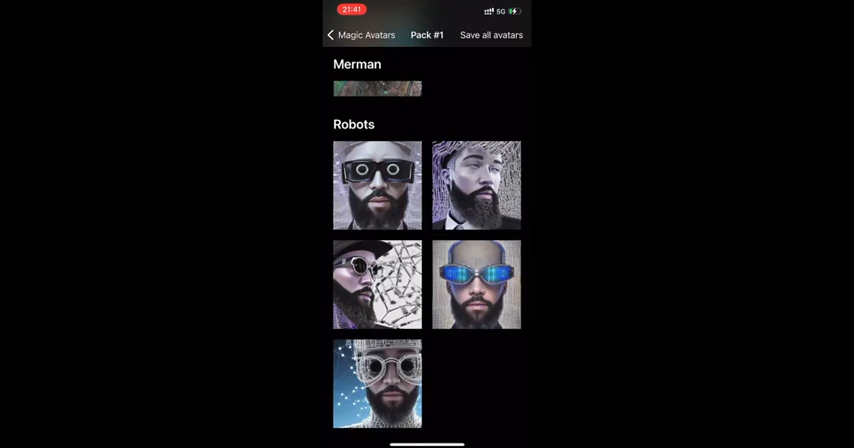 21:41
5G
Magic Avatars
Pack #1
Save all avatars
Merman
Robots